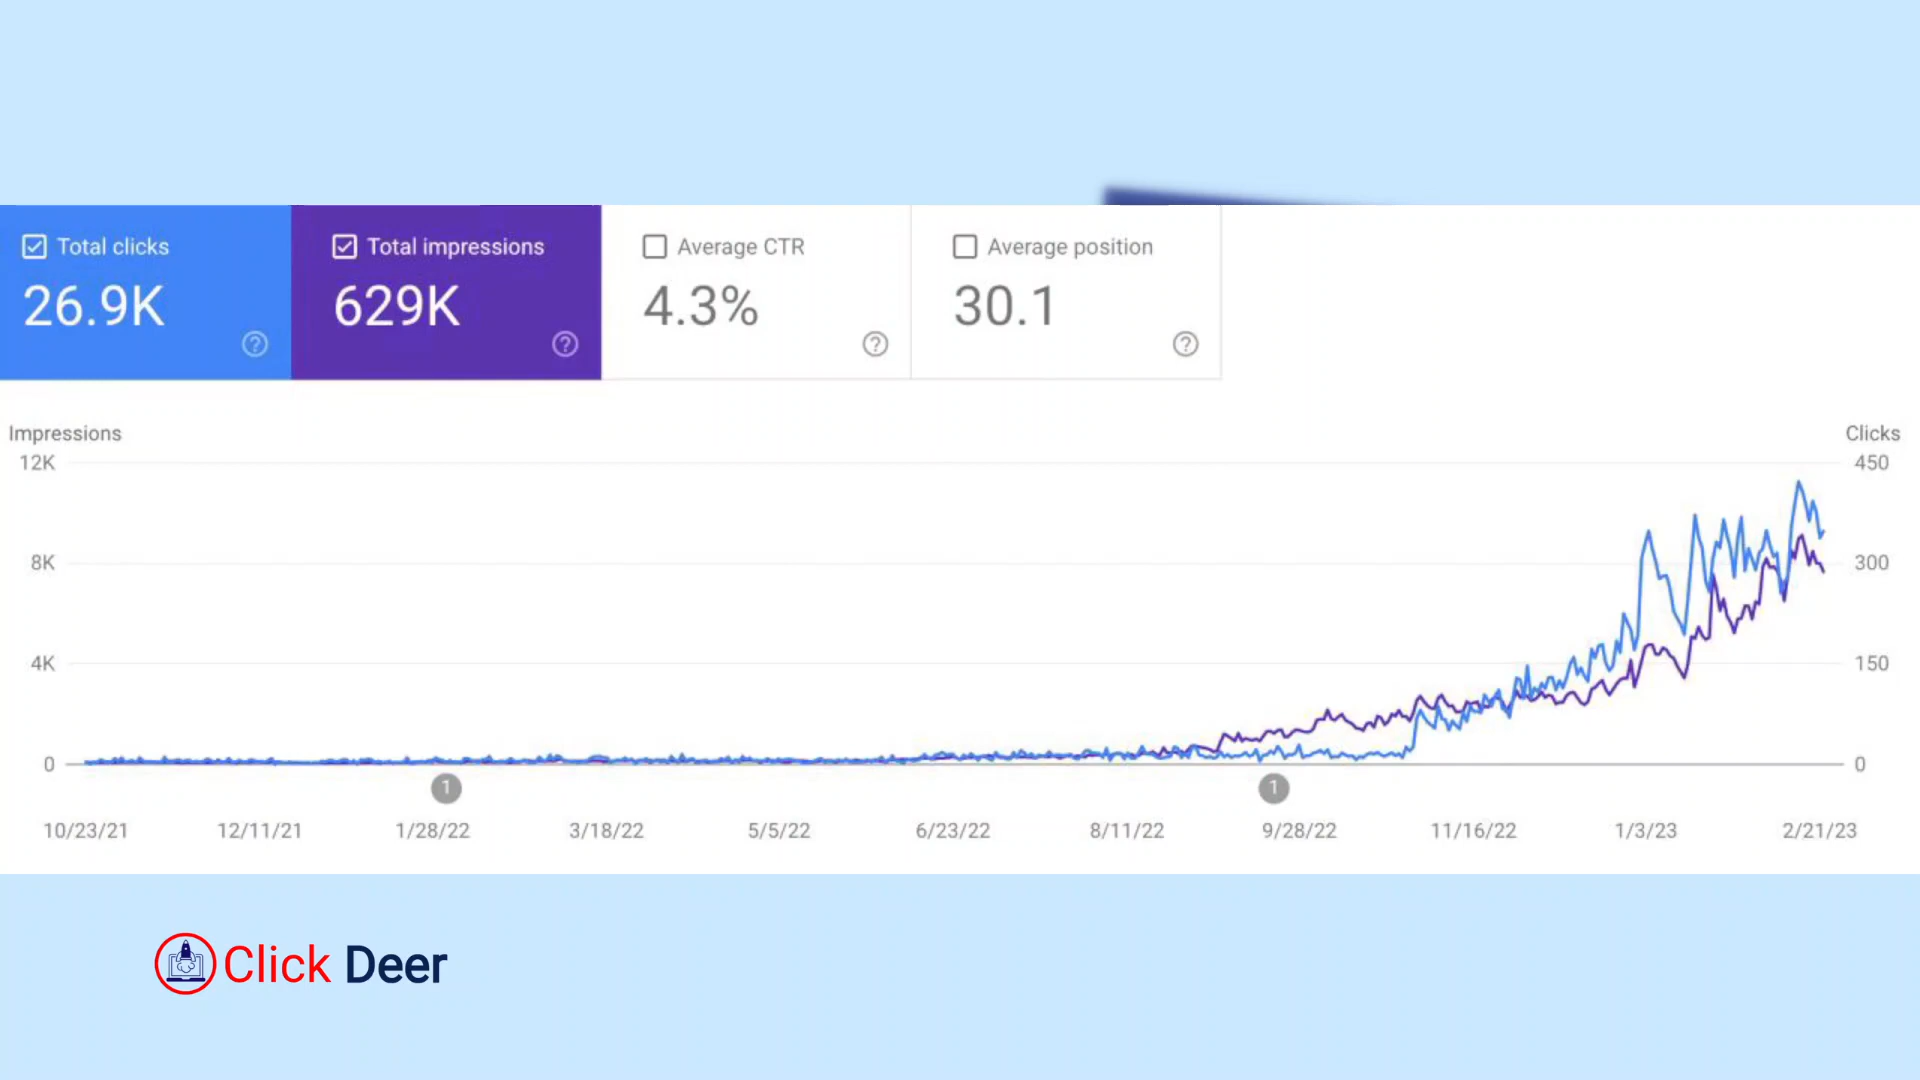 Total clicks
26.9K
Total impressions
629K
Average CTR
4.3%
Average position
30.1
Impressions
Clicks
12K
450
8K
300
4K
150
0
0
1
1
10/23/21
12/11/21
1/28/22
3/18/22
5/5/22
6/23/22
8/11/22
9/28/22
11/16/22
1/3/23
2/21/23
Click Deer